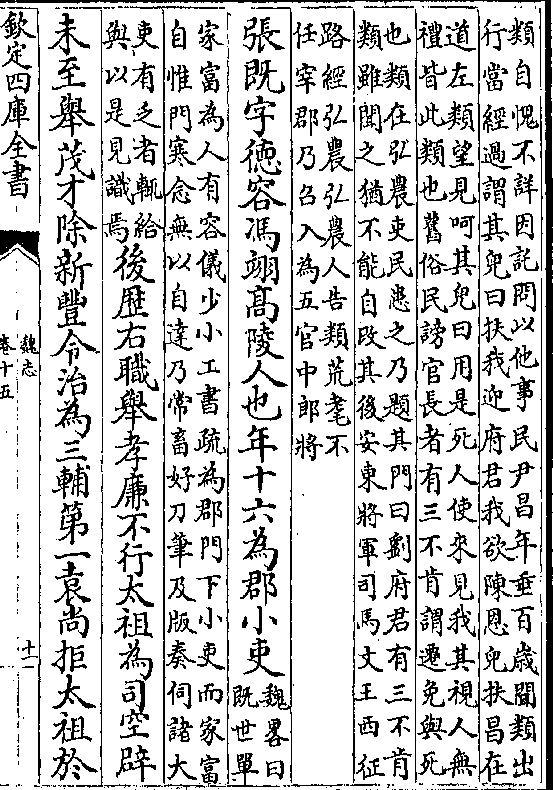 類自愧不詳因託問以他事民尹昌年垂百歲聞類出
行當經過謂其兒曰扶我迎府君我欲陳恩兒扶昌在
道左類望見呵其兒曰用是死人使來見我其視人無
禮皆此類也舊俗民謗官長者有三不肯謂遷免與死
也類在弘農吏民患之乃題其門曰劉府君有三不肯
類雖聞之猶不能自改其後安東將軍司馬文王西征
路經弘農弘農人告類荒耄不
任宰郡乃召入為五官中郎將
張既字徳容馮翊髙陵人也年十六為郡小吏
魏畧曰
既世單
家富為人有容儀少小工書疏為郡門下小吏而家富
自惟門寒念無以自達乃常畜好刀筆及版奏伺諸大
吏有乏者輒給
與以是見識焉
後歴右職舉孝廉不行太祖為司空辟
未至舉茂才除新豐令治為三輔第一袁尚拒太祖於
欽定四庫全書
魏志
卷十五
十一